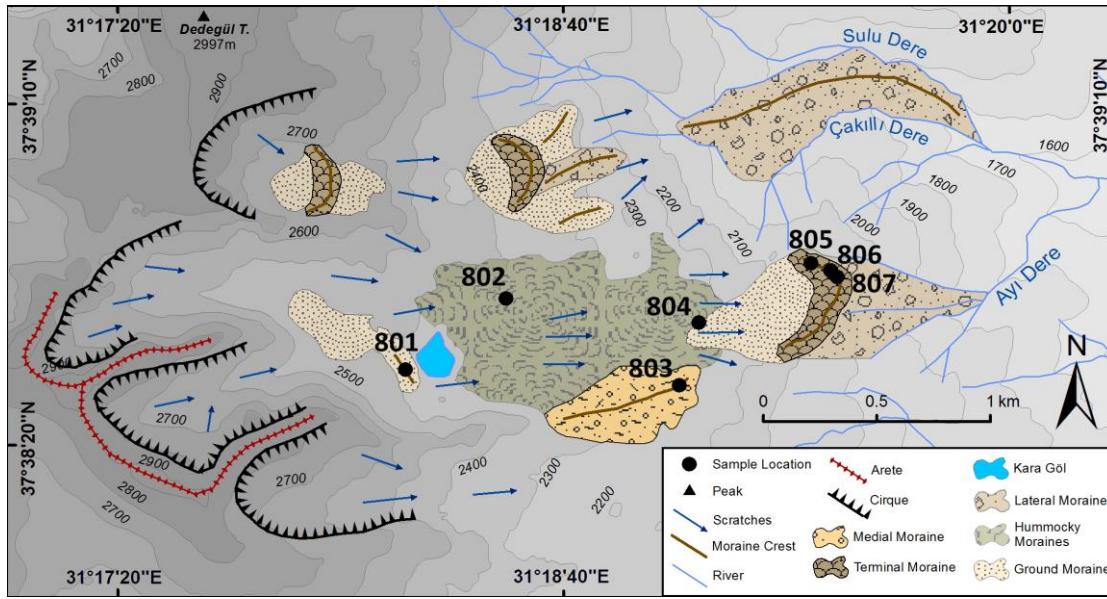 31°17'20"E
31°18'40"E
31°20'0"E
Dedegül T.
2997m
2700
2800
2900
2700
Sulu Dere
37°39'10"N
37°39'10"N
Çakıllı Dere
1600
1700
1800
1900
2000
2400
2300
2200
2100
2600
805
806
807
Ayı Dere
802
804
801
803
2900
2500
N
0
0.5
1 km
2700
37°38'20"N
2900
2800
2700
2700
2400
2300
2200
Sample Location
Peak
Scratches
Moraine Crest
River
Arete
Cirque
Medial Moraine
Terminal Moraine
Kara Göl
Lateral Moraine
Hummocky
Moraines
Ground Moraine
31°17'20"E
31°18'40"E